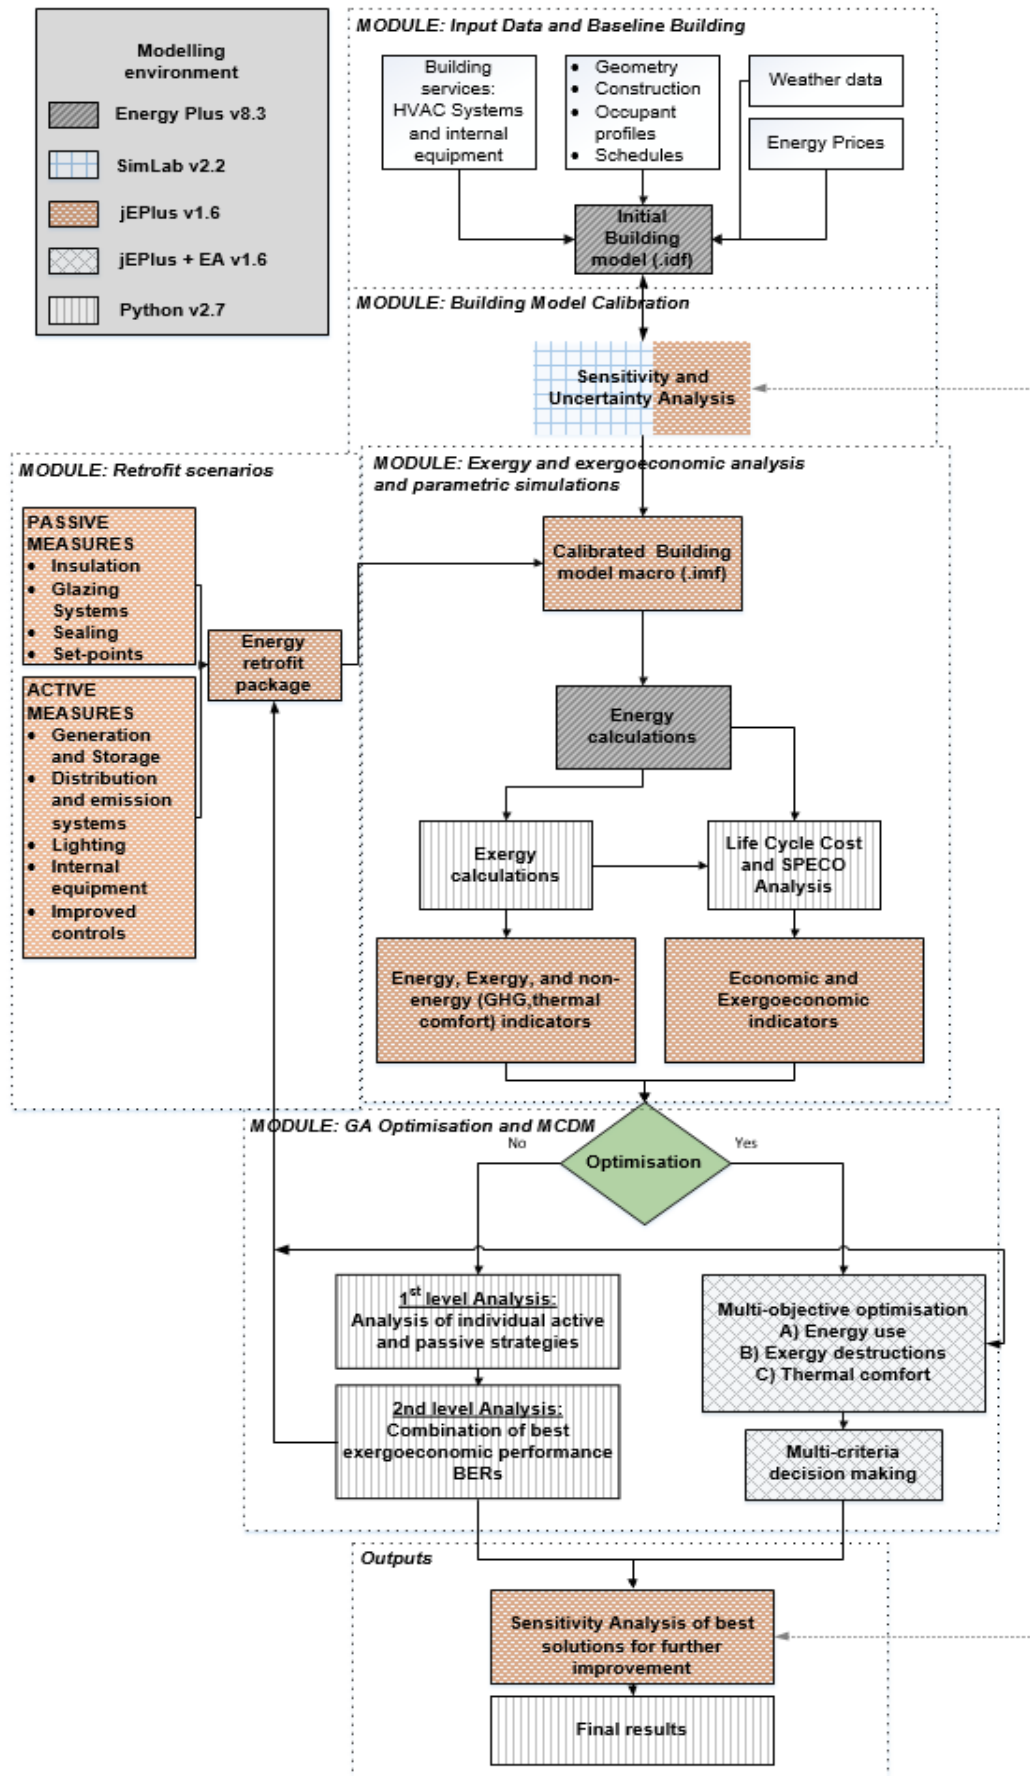 Modelling
environment
Energy Plus v8.3
SimLab v2.2
jEPlus v1.6
jEPlus + EA v1.6
Python v2.7
MODULE: Input Data and Baseline Building
Building
services:
HVAC Systems
and internal
equipment
• Geometry
• Construction
• Occupant
profiles
• Schedules
Weather data
Energy Prices
Initial
Building
model (.idf)
MODULE: Building Model Calibration
Sensitivity and
Uncertainty Analysis
MODULE: Retrofit scenarios
PASSIVE
MEASURES
• Insulation
• Glazing
Systems
• Sealing
• Set-points
ACTIVE
MEASURES
• Generation
and Storage
• Distribution
and emission
systems
• Lighting
• Internal
equipment
• Improved
controls
Energy
retrofit
package
MODULE: Exergy and exergoeconomic analysis
and parametric simulations
Calibrated Building
model macro (.imf)
Energy
calculations
Exergy
calculations
Life Cycle Cost
and SPECO
Analysis
Energy, Exergy, and non-
energy (GHG,thermal
comfort) indicators
Economic and
Exergoeconomic
indicators
MODULE: GA Optimisation and MCDM
No
Yes
Optimisation
1st level Analysis:
Analysis of individual active
and passive strategies
2nd level Analysis:
Combination of best
exergoeconomic performance
BERs
Multi-objective optimisation
A) Energy use
B) Exergy destructions
C) Thermal comfort
Multi-criteria
decision making
Outputs
Sensitivity Analysis of best
solutions for further
improvement
Final results